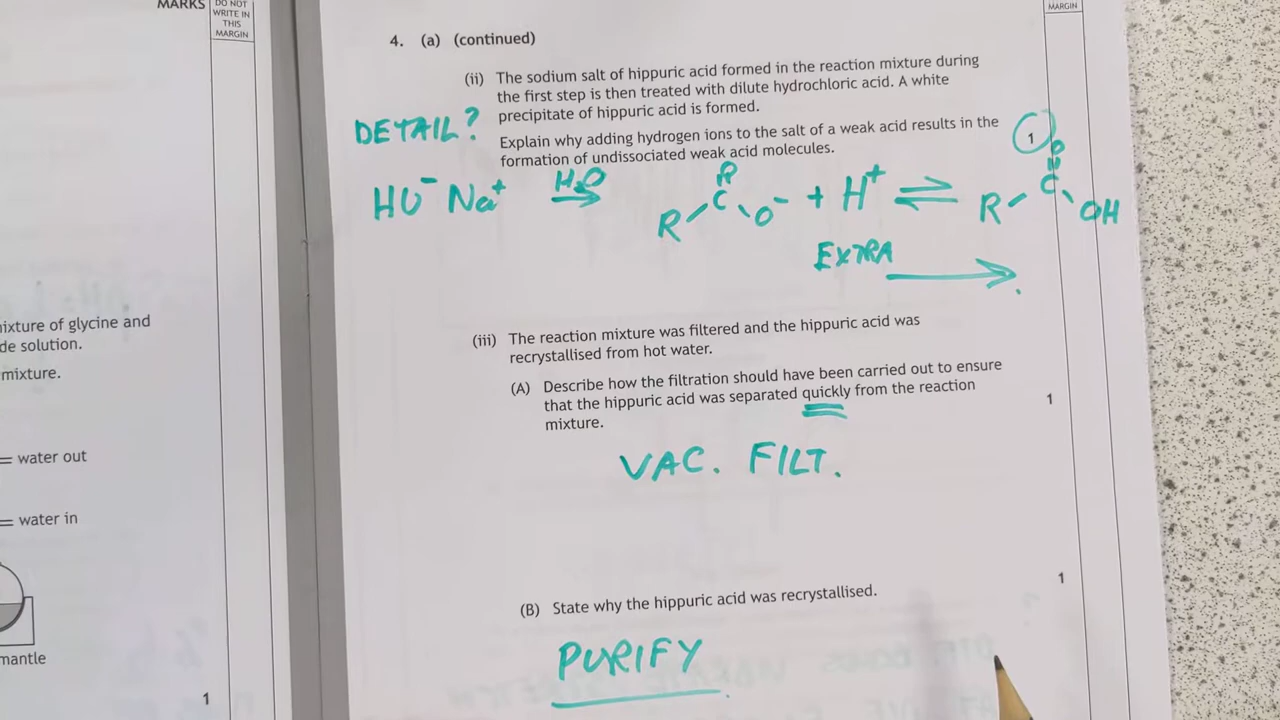 MARKS
DO NOT
WRITE IN
THIS
MARGIN
ixture of glycine and
de solution.
mixture.
= water out
= water in
mantle
1
MARGIN
4. (a) (continued)
(ii) The sodium salt of hippuric acid formed in the reaction mixture during
the first step is then treated with dilute hydrochloric acid. A white
precipitate of hippuric acid is formed.
DETAIL?
Explain why adding hydrogen ions to the salt of a weak acid results in the
formation of undissociated weak acid molecules.
1
Na⁺ H₂O R C O⁻ + H⁺ ⇌ R C O OH
EXTRA
(iii) The reaction mixture was filtered and the hippuric acid was
recrystallised from hot water.
(A) Describe how the filtration should have been carried out to ensure
that the hippuric acid was separated quickly from the reaction
mixture.
1
VAC. FILT.
1
(B) State why the hippuric acid was recrystallised.
PURIFY